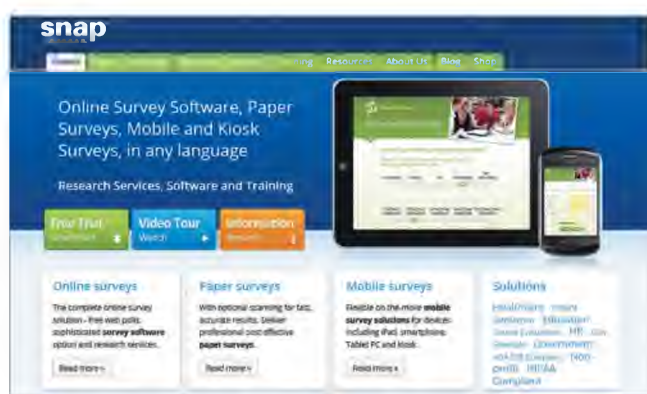 snap
Resources About Us Blog Shop
Online Survey Software, Paper
Surveys, Mobile and Kiosk
Surveys, in any language
Research Services, Software and Training
Free Trial
Video Tour
Watch
Information
Online surveys
The complete online survey
solution - free web polls,
sophisticated survey software
option and research services.
Read more »
Paper surveys
With optional scanning for fast,
accurate results. Deliver
professional cost effective
paper surveys.
Read more »
Mobile surveys
Flexible on-the-move mobile
survey solutions for devices
including iPad, smartphone,
Tablet PC and Kiosk.
Read more »
Solutions
Healthcare
Education
HR
Government
Non-
profit HIPAA
Compliant